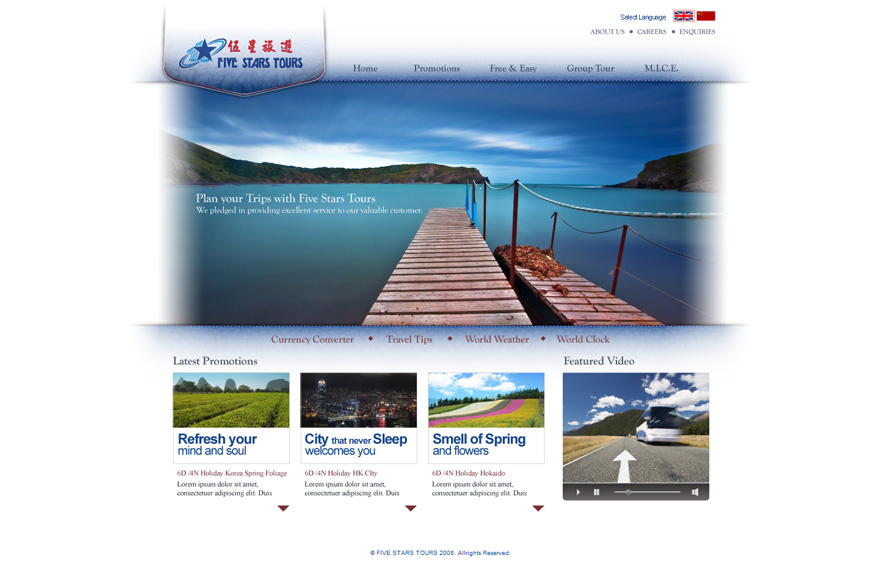 Select Language
ABOUT US CAREERS ENQUIRIES
伍星旅遊
FIVE STARS TOURS
Home Promotions Free & Easy Group Tour M.I.C.E.
Plan your Trips with Five Stars Tours
We pledged in providing excellent service to our valuable customer.
Currency Converter Travel Tips World Weather World Clock
Latest Promotions
Refresh your
mind and soul
6D /4N Holiday Korea Spring Foliage
Lorem ipsum dolor sit amet,
consectetuer adipiscing elit. Duis
City that never Sleep
welcomes you
6D /4N Holiday HK CIty
Lorem ipsum dolor sit amet,
consectetuer adipiscing elit. Duis
Smell of Spring
and flowers
6D /4N Holiday Hokaido
Lorem ipsum dolor sit amet,
consectetuer adipiscing elit. Duis
Featured Video
© FIVE STARS TOURS 2008. Allrights Reserved.